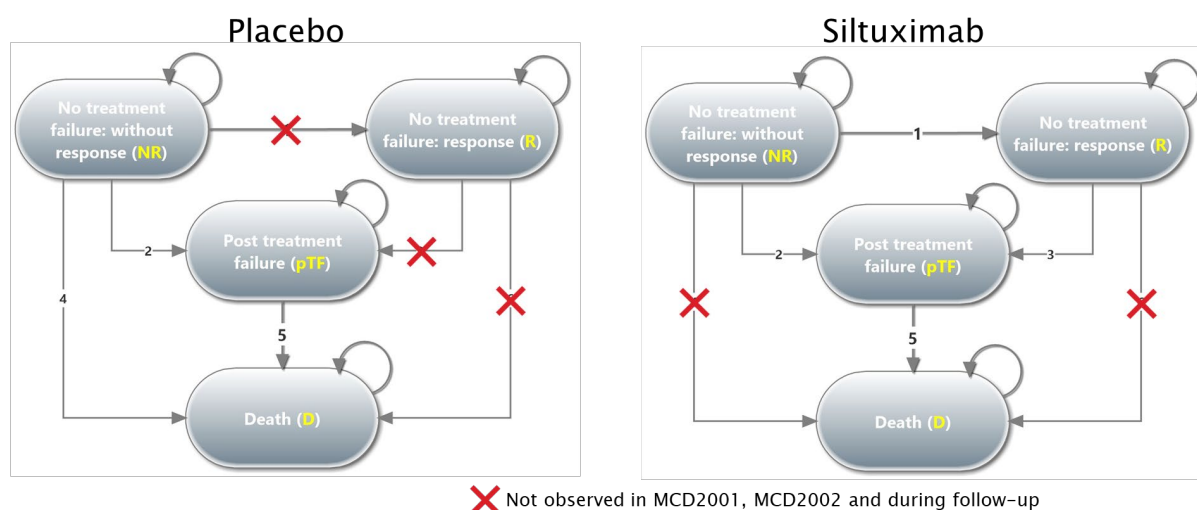 Placebo
Siltuximab
No treatment
failure: without
response (NR)
No treatment
failure: response (R)
2
Post treatment
failure (pTF)
4
5
Death (D)
No treatment
failure: without
response (NR)
1
No treatment
failure: response (R)
2
Post treatment
failure (pTF)
3
5
Death (D)
Not observed in MCD2001, MCD2002 and during follow-up